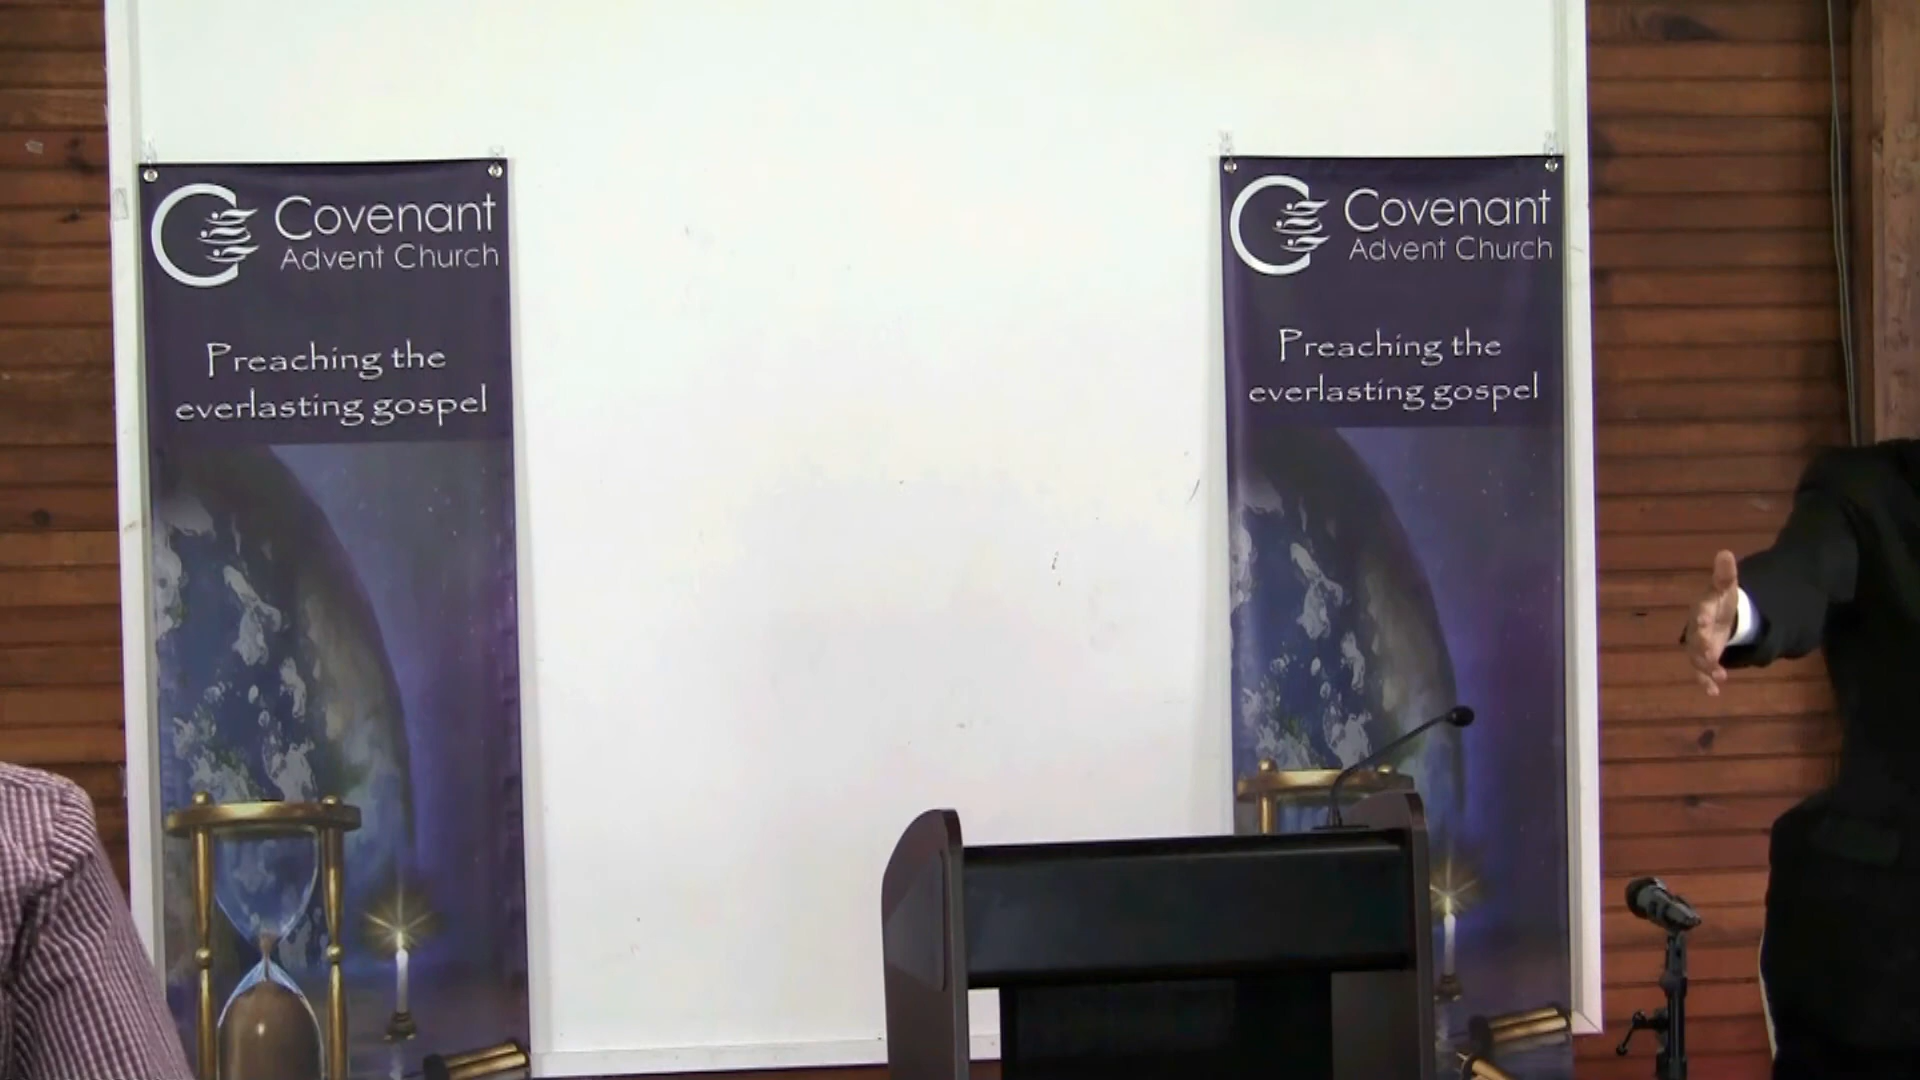 Covenant
Advent Church
Preaching the
everlasting gospel
Covenant
Advent Church
Preaching the
everlasting gospel